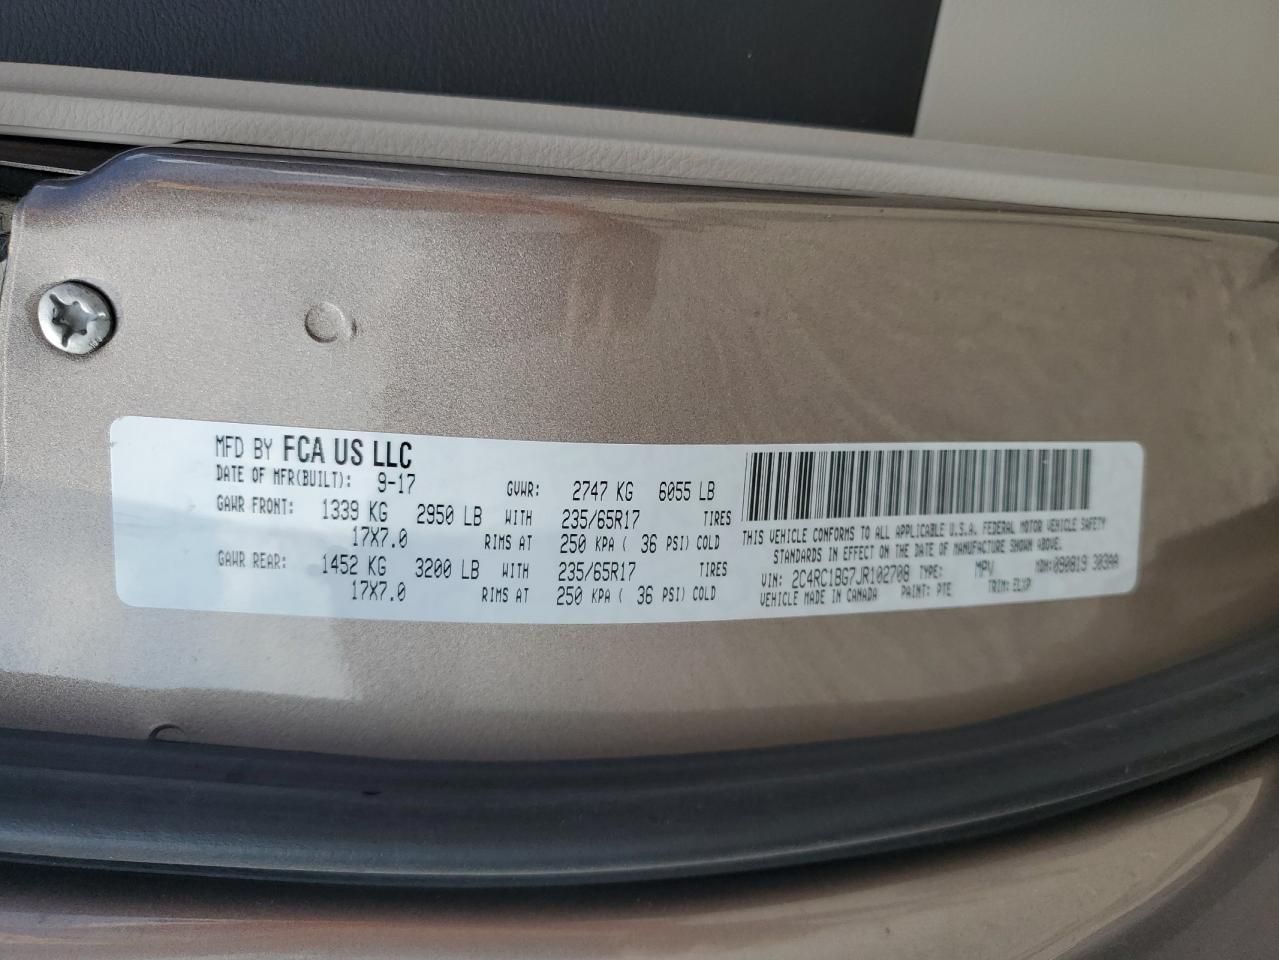 MFD BY FCA US LLC
DATE OF MFR(BUILT): 9-17 GVWR: 2747 KG 6055 LB
GAWR FRONT: 1339 KG 2950 LB WITH 235/65R17 TIRES
17X7.0 RIMS AT 250 KPA ( 36 PSI) COLD
GAWR REAR: 1452 KG 3200 LB WITH 235/65R17 TIRES
17X7.0 RIMS AT 250 KPA ( 36 PSI) COLD
THIS VEHICLE CONFORMS TO ALL APPLICABLE U.S.A. FEDERAL MOTOR VEHICLE SAFETY
STANDARDS IN EFFECT ON THE DATE OF MANUFACTURE SHOWN ABOVE.
VIN: 2C4RC1BG7JR102708 TYPE: MPV MDH:090819 303AA
VEHICLE MADE IN CANADA PAINT: PTE TRIM: